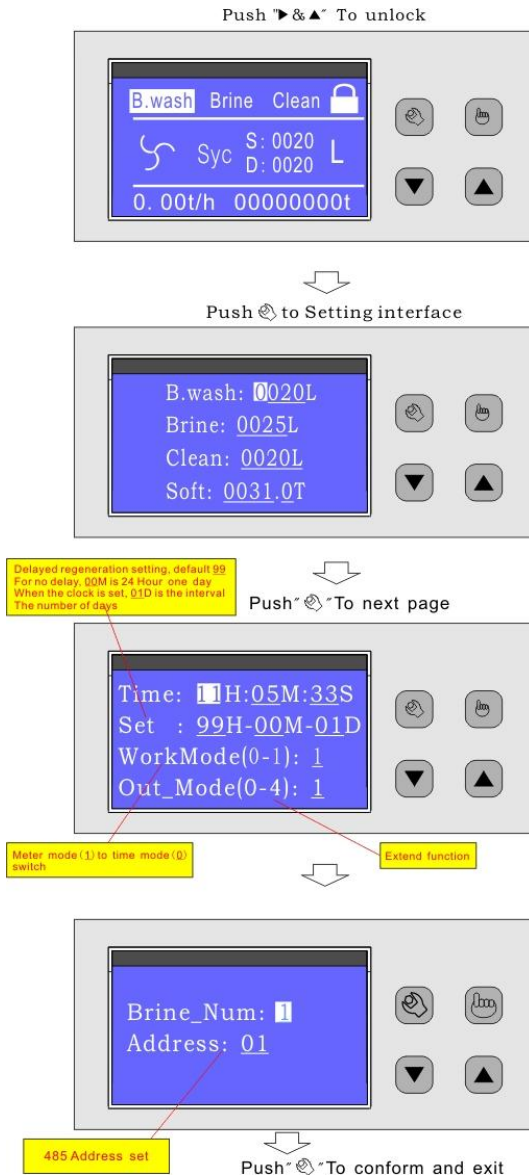 Push "▶&▲" To unlock
B.wash Brine Clean
Syc S:0020 L
D:0020
0.00t/h 00000000t
Push to Setting interface
B.wash: 0020L
Brine: 0025L
Clean: 0020L
Soft: 0031.0T
Delayed regeneration setting, default 99
For no delay, 00M is 24 Hour one day
When the clock is set, 01D is the interval
The number of days
Push" "To next page
Time: 11H:05M:33S
Set : 99H-00M-01D
WorkMode(0-1): 1
Out_Mode(0-4): 1
Meter mode(1) to time mode(0)
switch
Extend function
Brine_Num: 1
Address: 01
485 Address set
Push" "To conform and exit